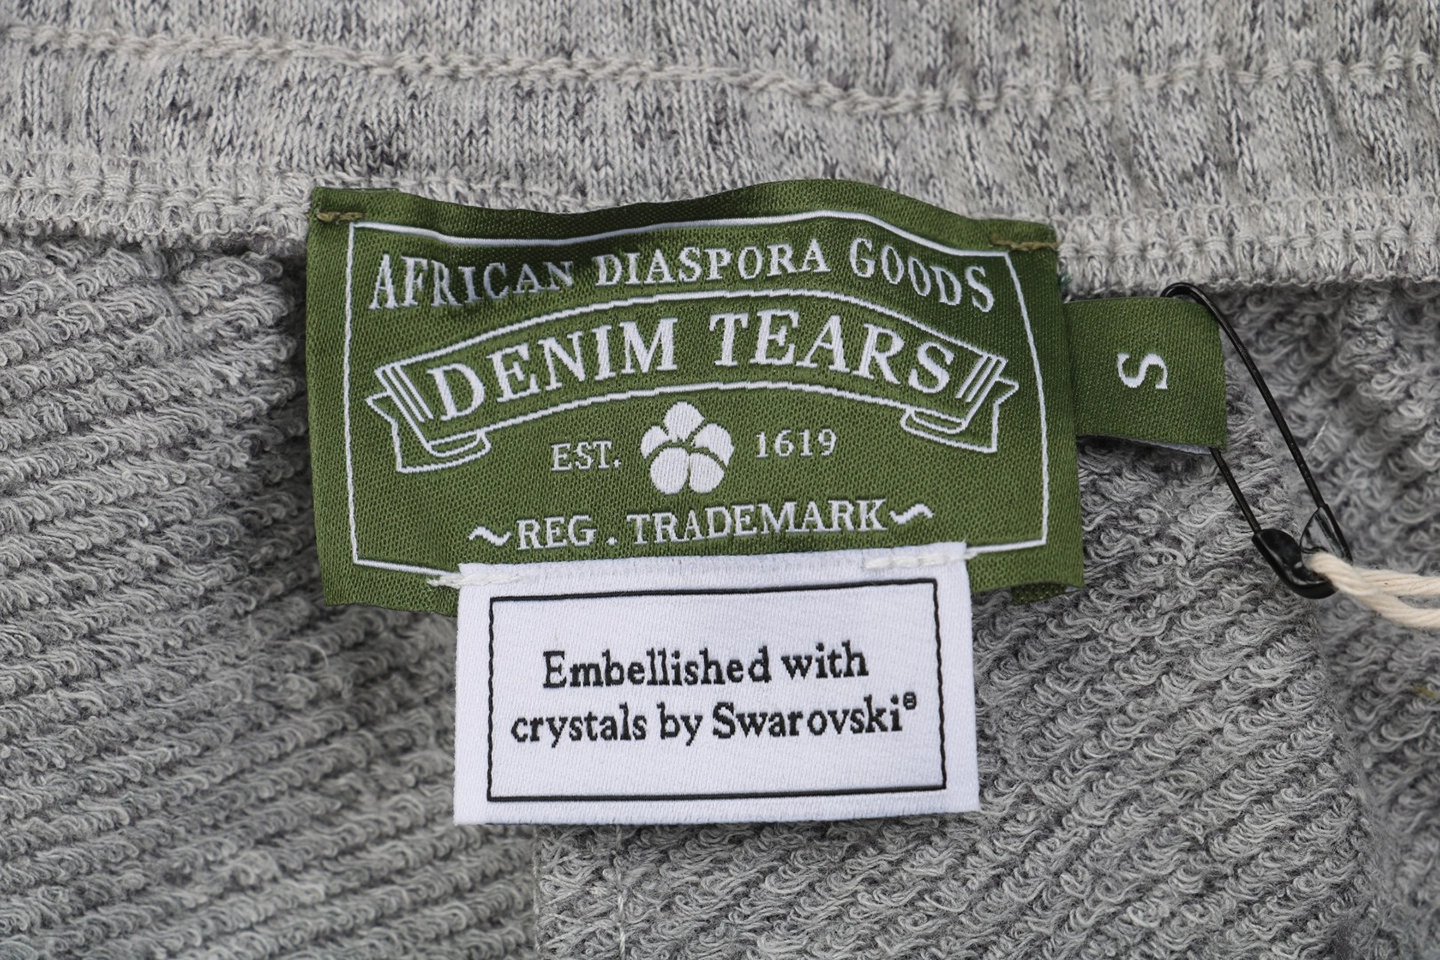 AFRICAN DIASPORA GOODS
DENIM TEARS
EST. 1619
~REG. TRADEMARK~
S
Embellished with
crystals by Swarovski®